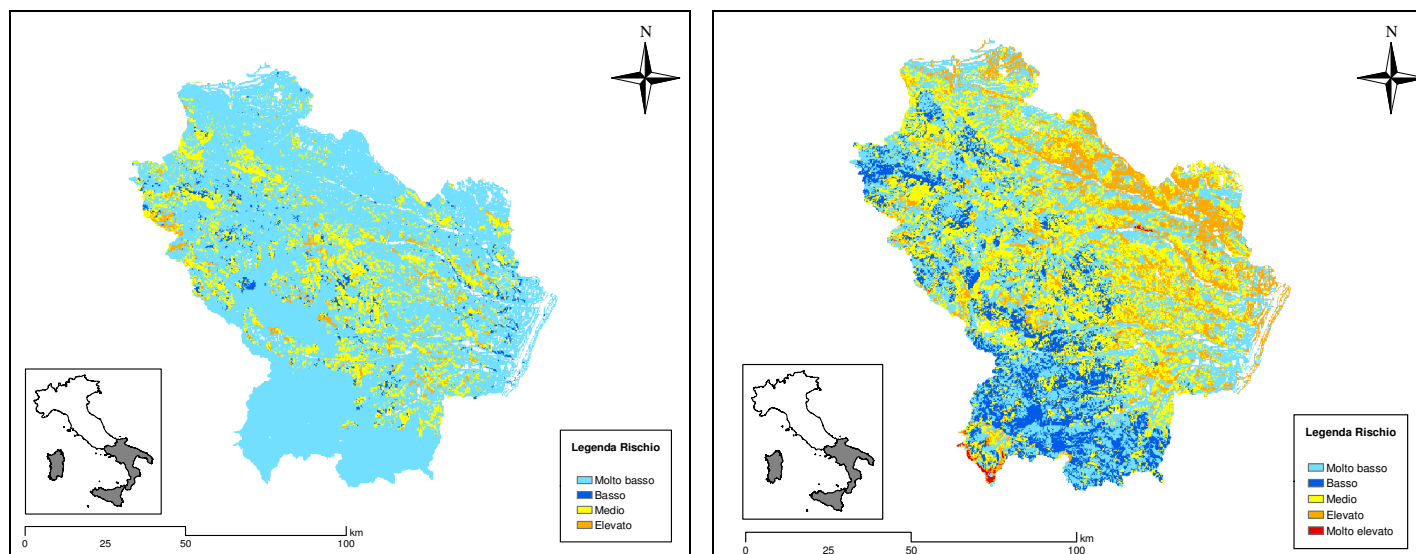 N
Legenda Rischio
Molto basso
Basso
Medio
Elevato
km
0 25 50 100
N
Legenda Rischio
Molto basso
Basso
Medio
Elevato
Molto elevato
km
0 25 50 100